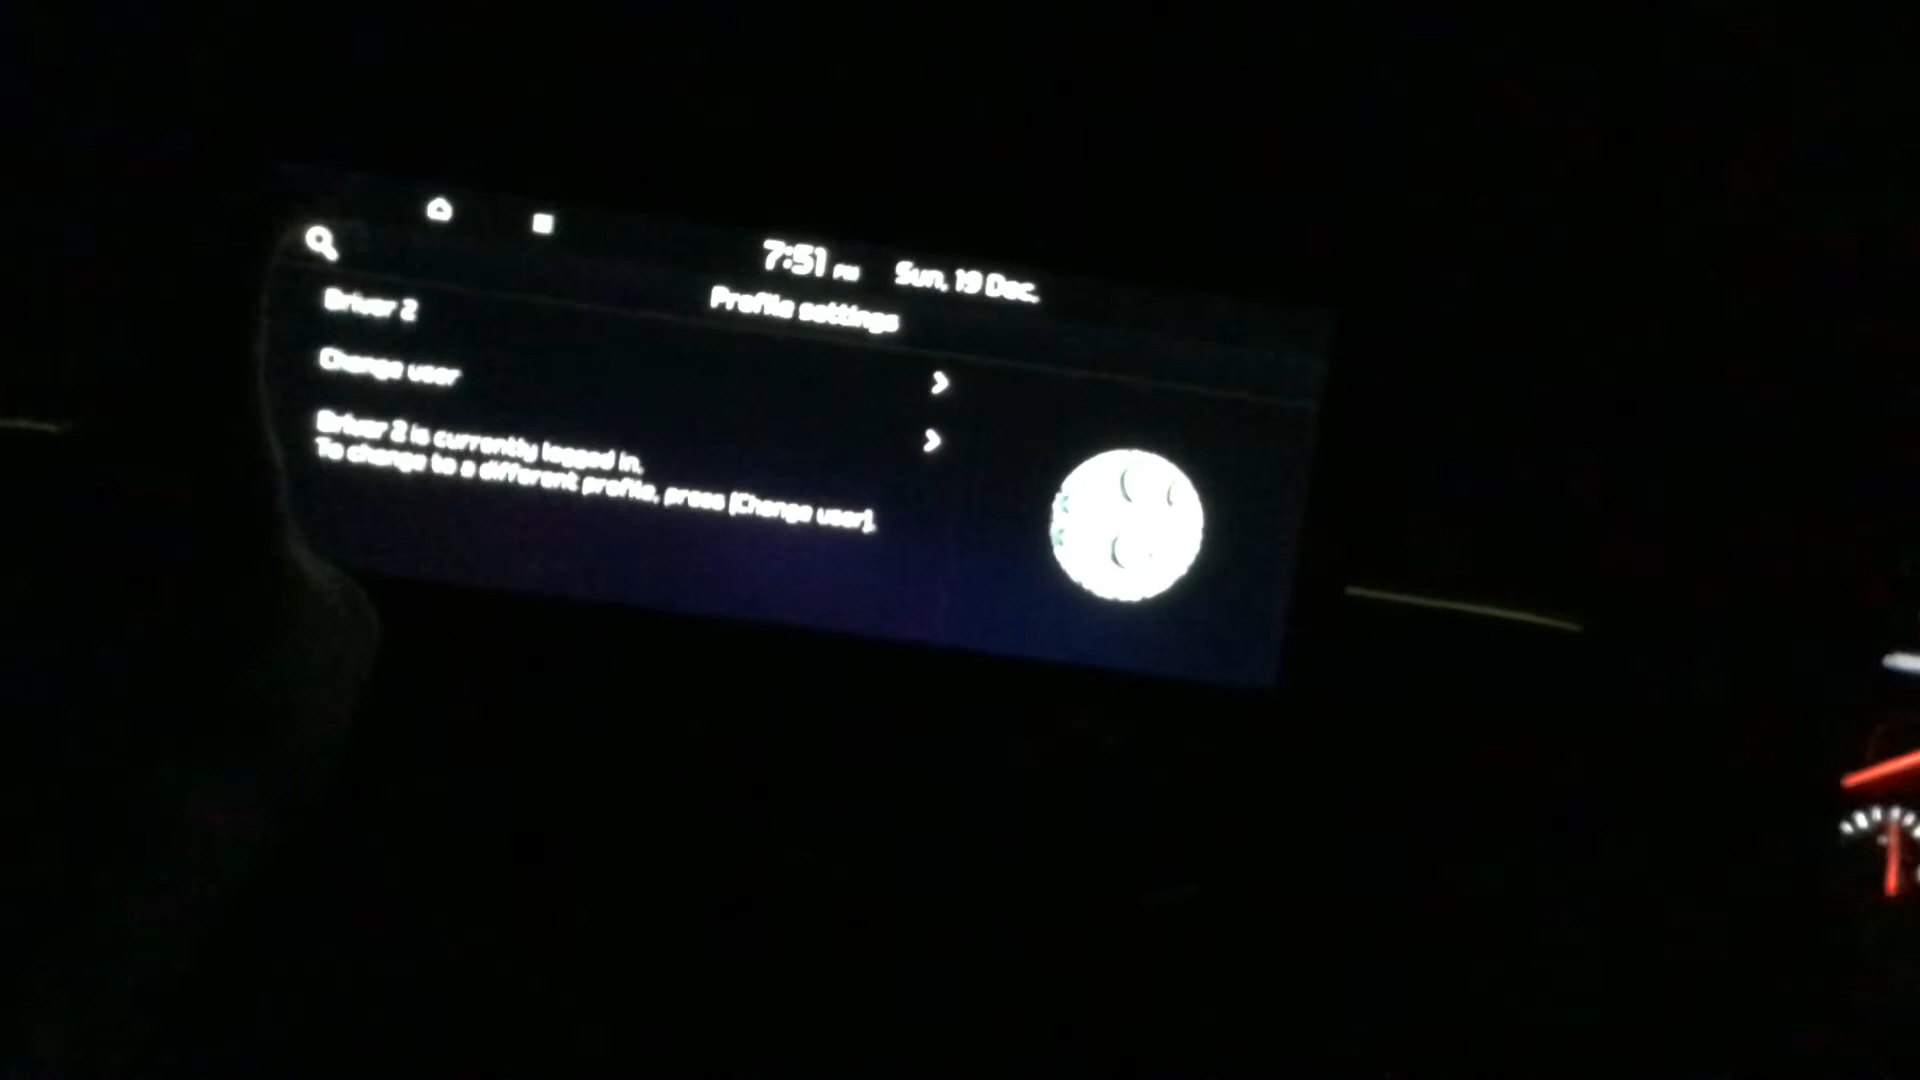 7:51 PM Sun, 19 Dec.
Profile settings
Driver 2
Change user
Driver 2 is currently logged in.
To change to a different profile, press [Change user].